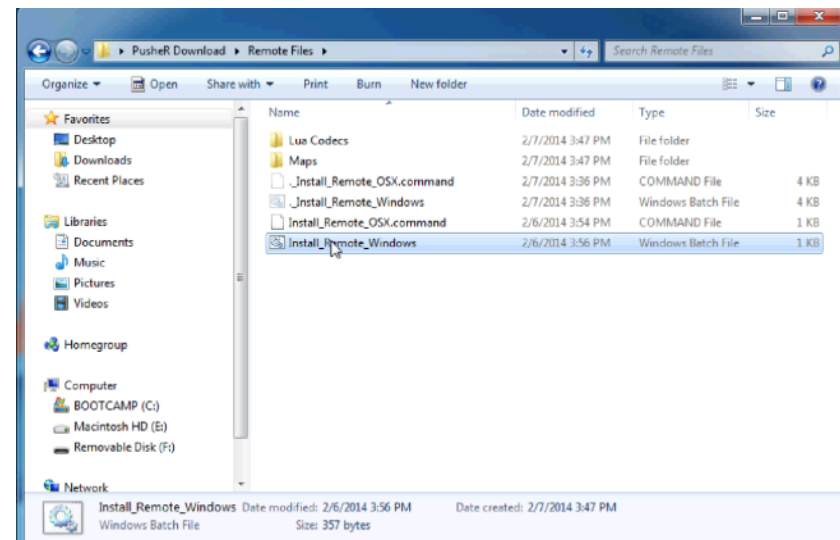 PusheR Download Remote Files
Search Remote Files
Organize Open Share with Print Burn New folder
Favorites
Desktop
Downloads
Recent Places
Libraries
Documents
Music
Pictures
Videos
Homegroup
Computer
BOOTCAMP (C:)
Macintosh HD (E:)
Removable Disk (F:)
Network
Name Date modified Type Size
Lua Codecs 2/7/2014 3:47 PM File folder
Maps 2/7/2014 3:47 PM File folder
._Install_Remote_OSX.command 2/7/2014 3:36 PM COMMAND File 4 KB
._Install_Remote_Windows 2/7/2014 3:36 PM Windows Batch File 4 KB
Install_Remote_OSX.command 2/6/2014 3:54 PM COMMAND File 1 KB
Install_Remote_Windows 2/6/2014 3:56 PM Windows Batch File 1 KB
Install_Remote_Windows Date modified: 2/6/2014 3:56 PM Date created: 2/7/2014 3:47 PM
Windows Batch File Size: 357 bytes